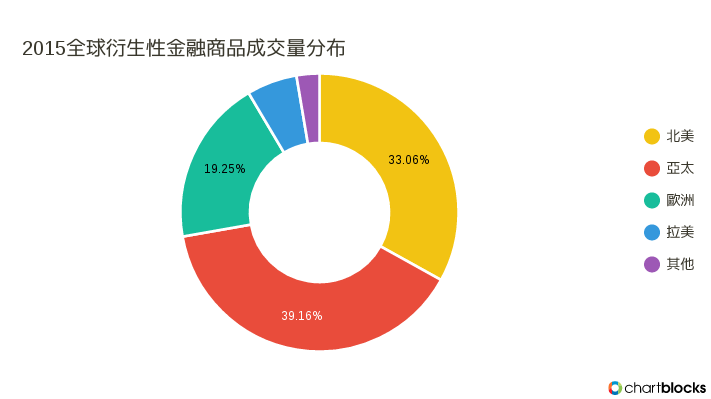 2015全球衍生性金融商品成交量分布
33.06%
19.25%
39.16%
北美
亞太
歐洲
拉美
其他
chartblocks